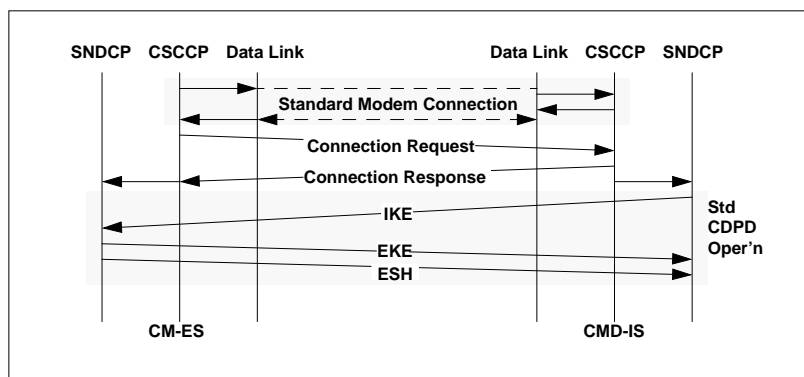 SNDCP CSCCP Data Link Data Link CSCCP SNDCP
Standard Modem Connection
Connection Request
Connection Response
IKE
Std
CDPD
Oper'n
EKE
ESH
CM-ES CMD-IS